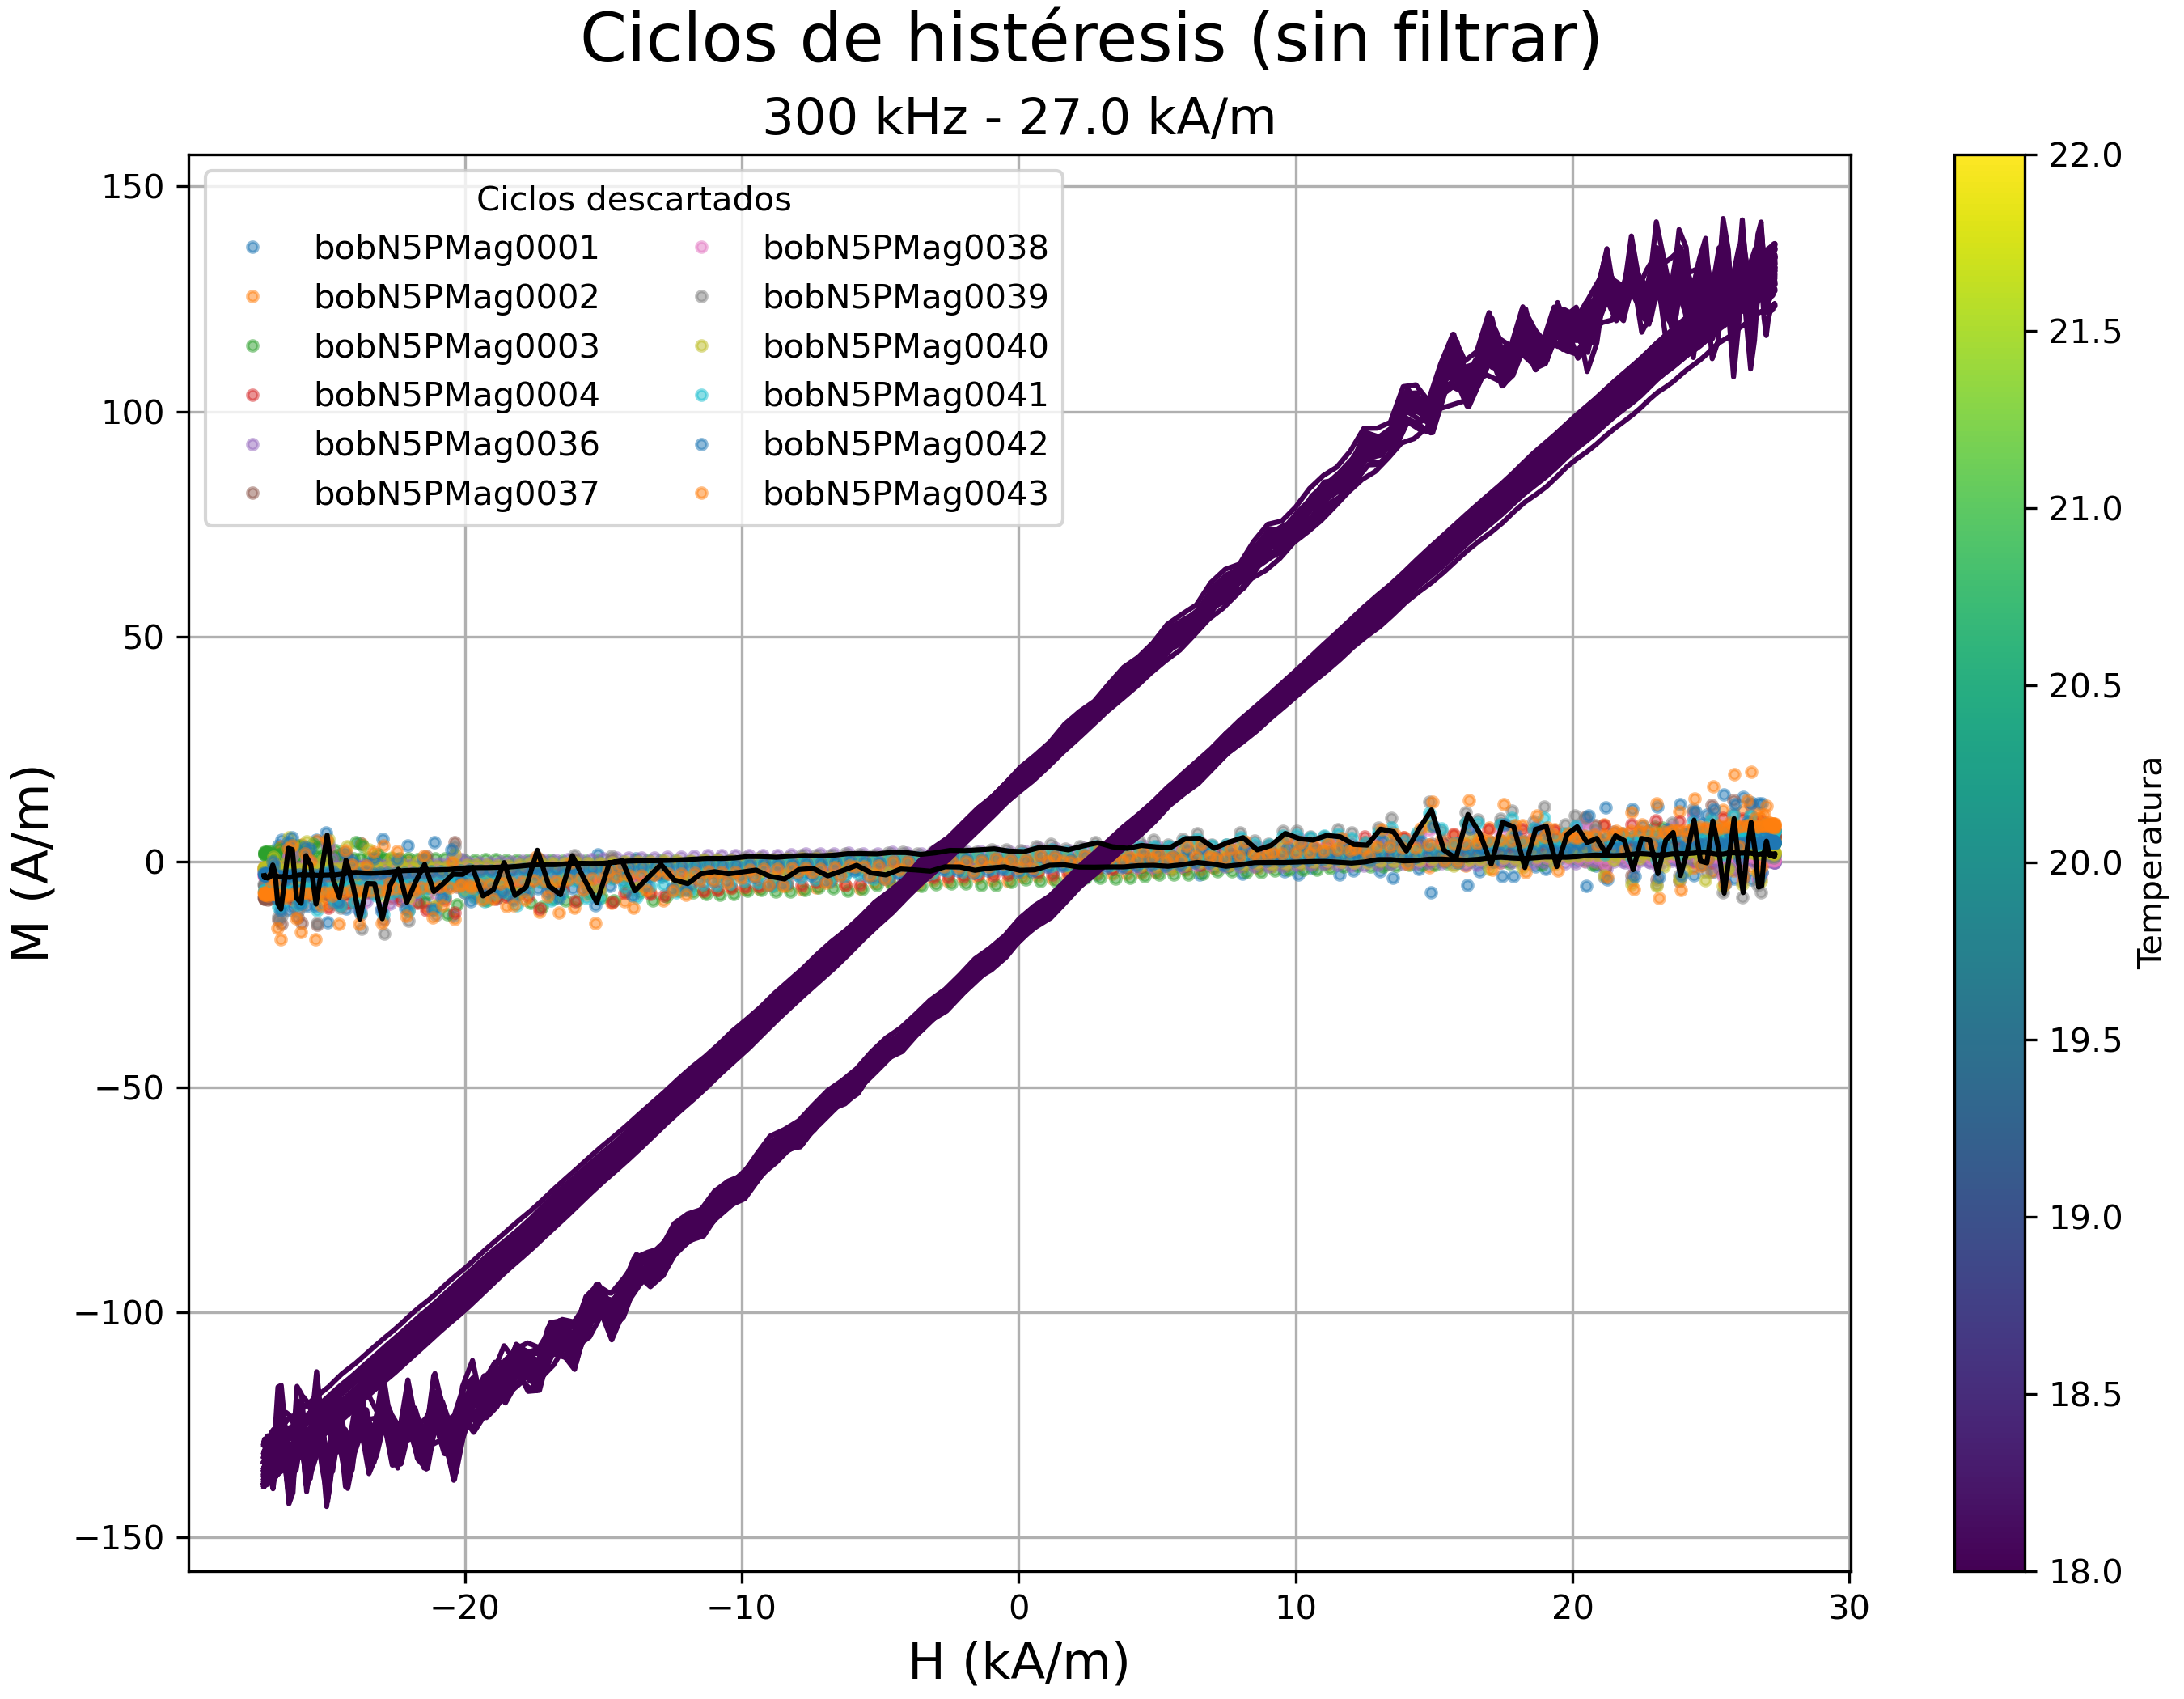 Ciclos de histéresis (sin filtrar)
300 kHz - 27.0 kA/m
Ciclos descartados
bobN5PMag0001
bobN5PMag0002
bobN5PMag0003
bobN5PMag0004
bobN5PMag0036
bobN5PMag0037
bobN5PMag0038
bobN5PMag0039
bobN5PMag0040
bobN5PMag0041
bobN5PMag0042
bobN5PMag0043
M (A/m)
150
100
50
0
−50
−100
−150
−20
−10
0
10
20
30
H (kA/m)
22.0
21.5
21.0
20.5
20.0
19.5
19.0
18.5
18.0
Temperatura